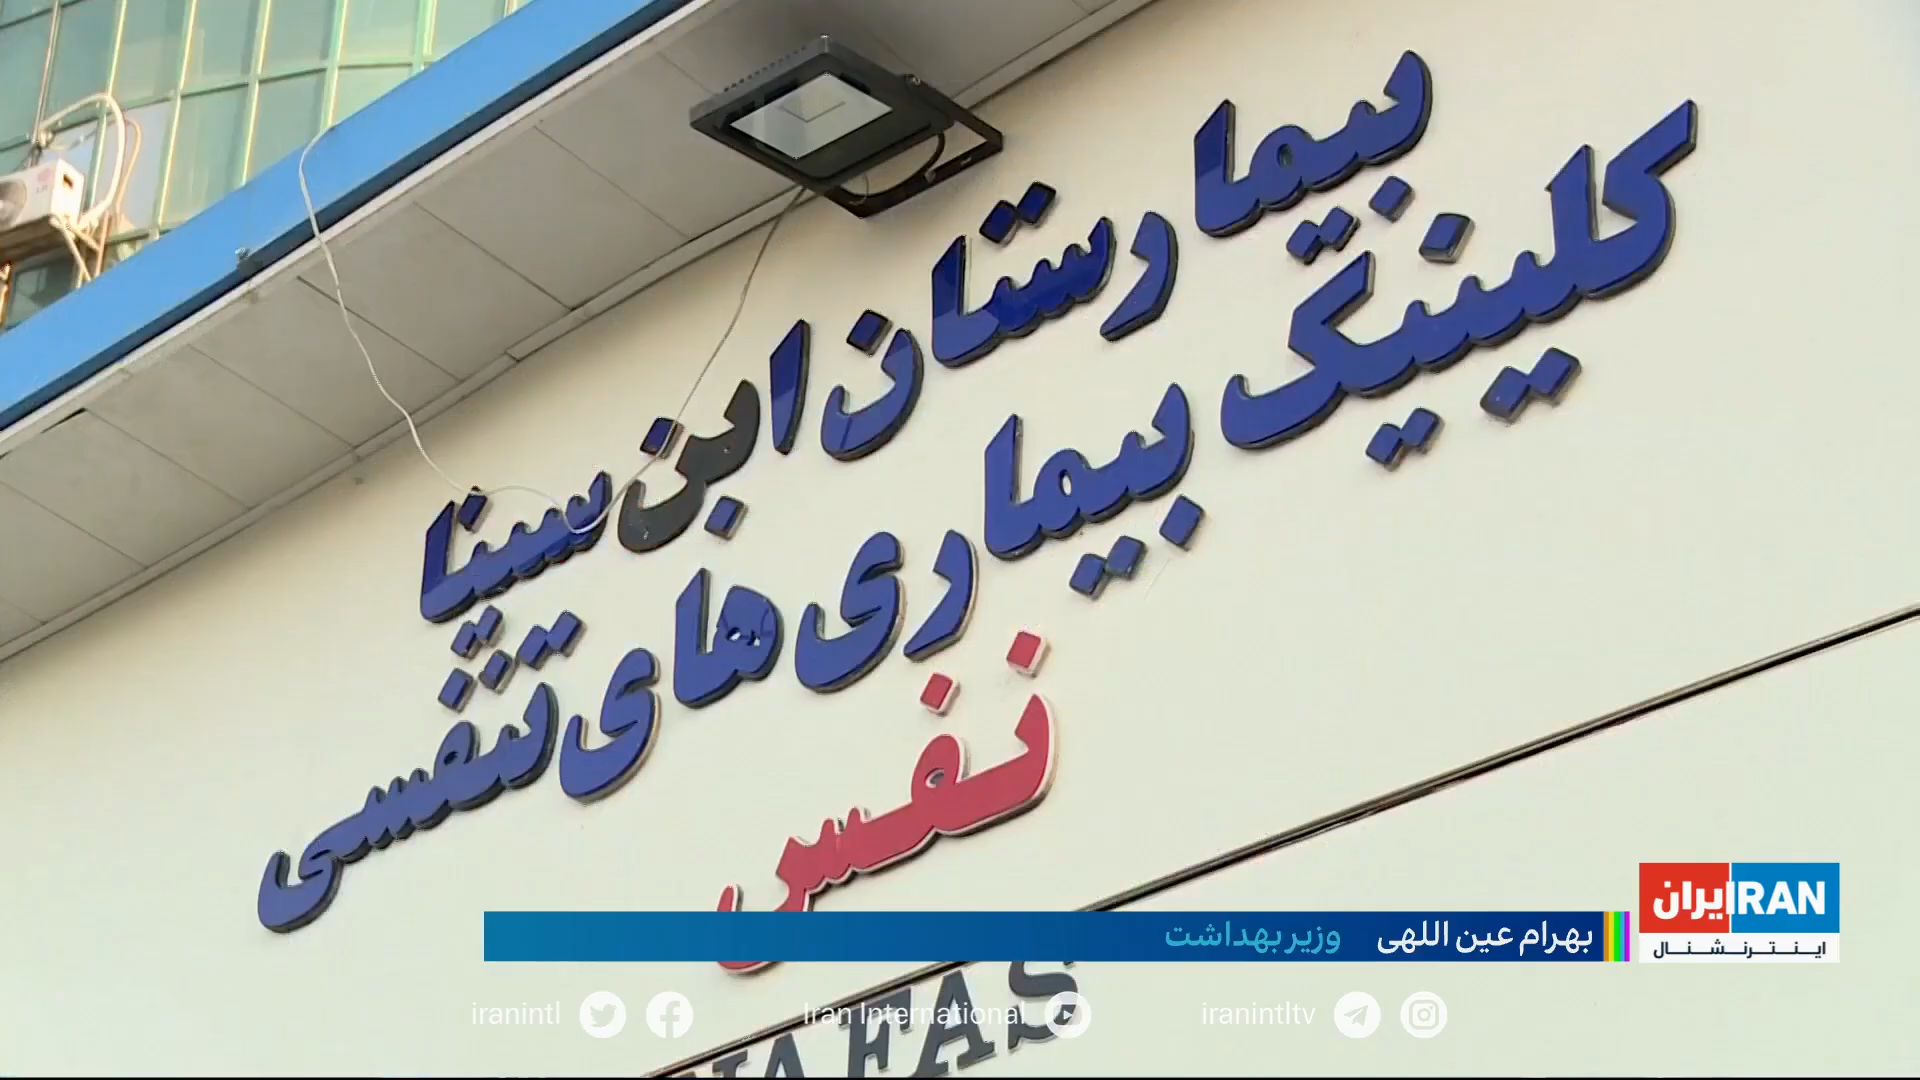 بیمارستان ابن سینا
کلینیک بیماری های تنفسی
نفس
NAFAS
بهرام عین اللهی وزیر بهداشت
ایران IRAN
اینترنشنال
iranintl
Iran International
iranintltv